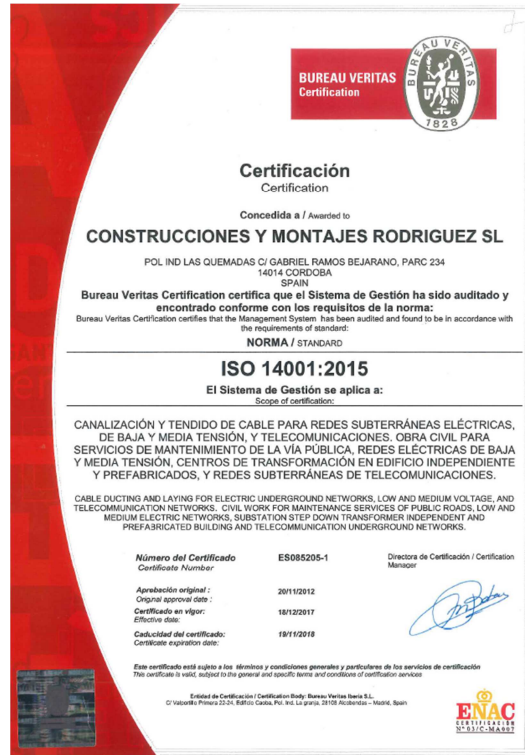 BUREAU VERITAS
Certification
BUREAU VERITAS
1828
Certificación
Certification
Concedida a / Awarded to
CONSTRUCCIONES Y MONTAJES RODRIGUEZ SL
POL IND LAS QUEMADAS C/ GABRIEL RAMOS BEJARANO, PARC 234
14014 CORDOBA
SPAIN
Bureau Veritas Certification certifica que el Sistema de Gestión ha sido auditado y
encontrado conforme con los requisitos de la norma:
Bureau Veritas Certification certifies that the Management System has been audited and found to be in accordance with
the requirements of standard:
NORMA / STANDARD
ISO 14001:2015
El Sistema de Gestión se aplica a:
Scope of certification:
CANALIZACIÓN Y TENDIDO DE CABLE PARA REDES SUBTERRÁNEAS ELÉCTRICAS,
DE BAJA Y MEDIA TENSIÓN, Y TELECOMUNICACIONES. OBRA CIVIL PARA
SERVICIOS DE MANTENIMIENTO DE LA VÍA PÚBLICA, REDES ELÉCTRICAS DE BAJA
Y MEDIA TENSIÓN, CENTROS DE TRANSFORMACIÓN EN EDIFICIO INDEPENDIENTE
Y PREFABRICADOS, Y REDES SUBTERRÁNEAS DE TELECOMUNICACIONES.
CABLE DUCTING AND LAYING FOR ELECTRIC UNDERGROUND NETWORKS, LOW AND MEDIUM VOLTAGE, AND
TELECOMMUNICATION NETWORKS. CIVIL WORK FOR MAINTENANCE SERVICES OF PUBLIC ROADS, LOW AND
MEDIUM ELECTRIC NETWORKS, SUBSTATION STEP DOWN TRANSFORMER INDEPENDENT AND
PREFABRICATED BUILDING AND TELECOMMUNICATION UNDERGROUND NETWORKS.
Número del Certificado ES085205-1 Directora de Certificación / Certification
Certificate Number Manager
Aprobación original : 20/11/2012
Original approval date :
Certificado en vigor: 18/12/2017
Effective date:
Caducidad del certificado: 19/11/2018
Certificate expiration date:
Este certificado está sujeto a los términos y condiciones generales y particulares de los servicios de certificación
This certificate is valid, subject to the general and specific terms and conditions of certification services
Entidad de Certificación / Certification Body: Bureau Veritas Iberia S.L.
C/ Valportillo Primera 22-24, Edificio Caoba, Pol. Ind. La granja, 28108 Alcobendas – Madrid, Spain
ENAC
CERTIFICACIÓN
Nº 03/C-MA007